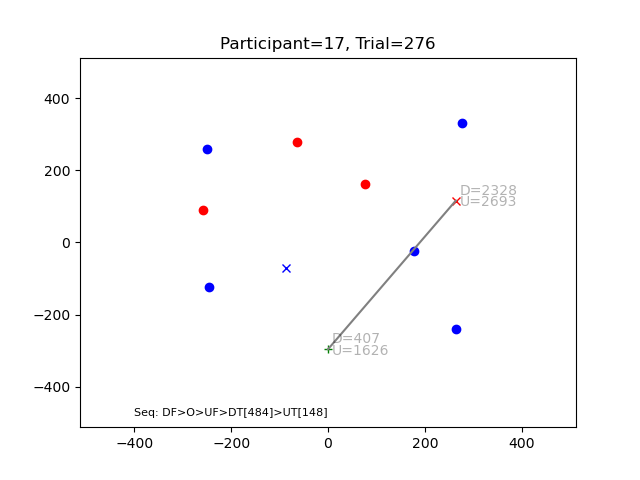 Participant=17, Trial=276
400
200
0
−200
−400
D=2328
U=2693
D=407
U=1626
Seq: DF>O>UF>DT[484]>UT[148]
−400
−200
0
200
400